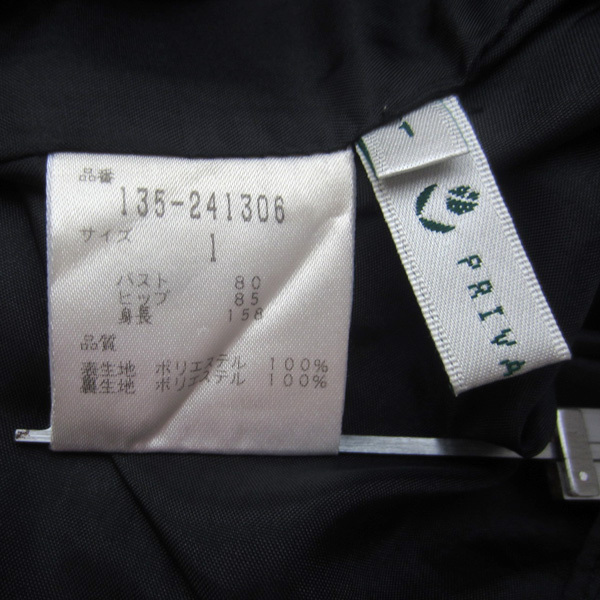 品番
135-241306
サイズ
1
バスト 80
ヒップ 85
身長 158
品質
表生地 ポリエステル 100%
裏生地 ポリエステル 100%
1
PRIVA